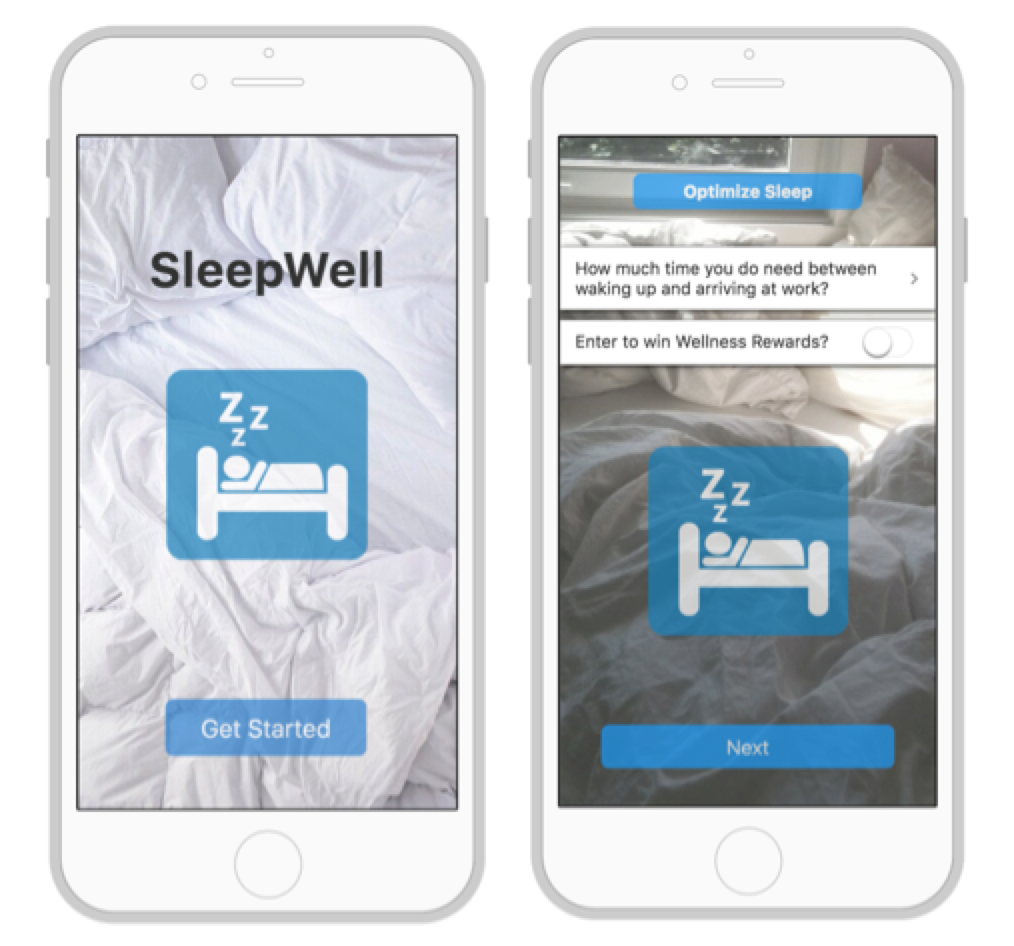 SleepWell
Z Z
z
Get Started
Optimize Sleep
How much time you do need between
waking up and arriving at work?
Enter to win Wellness Rewards?
Z Z
z
Next